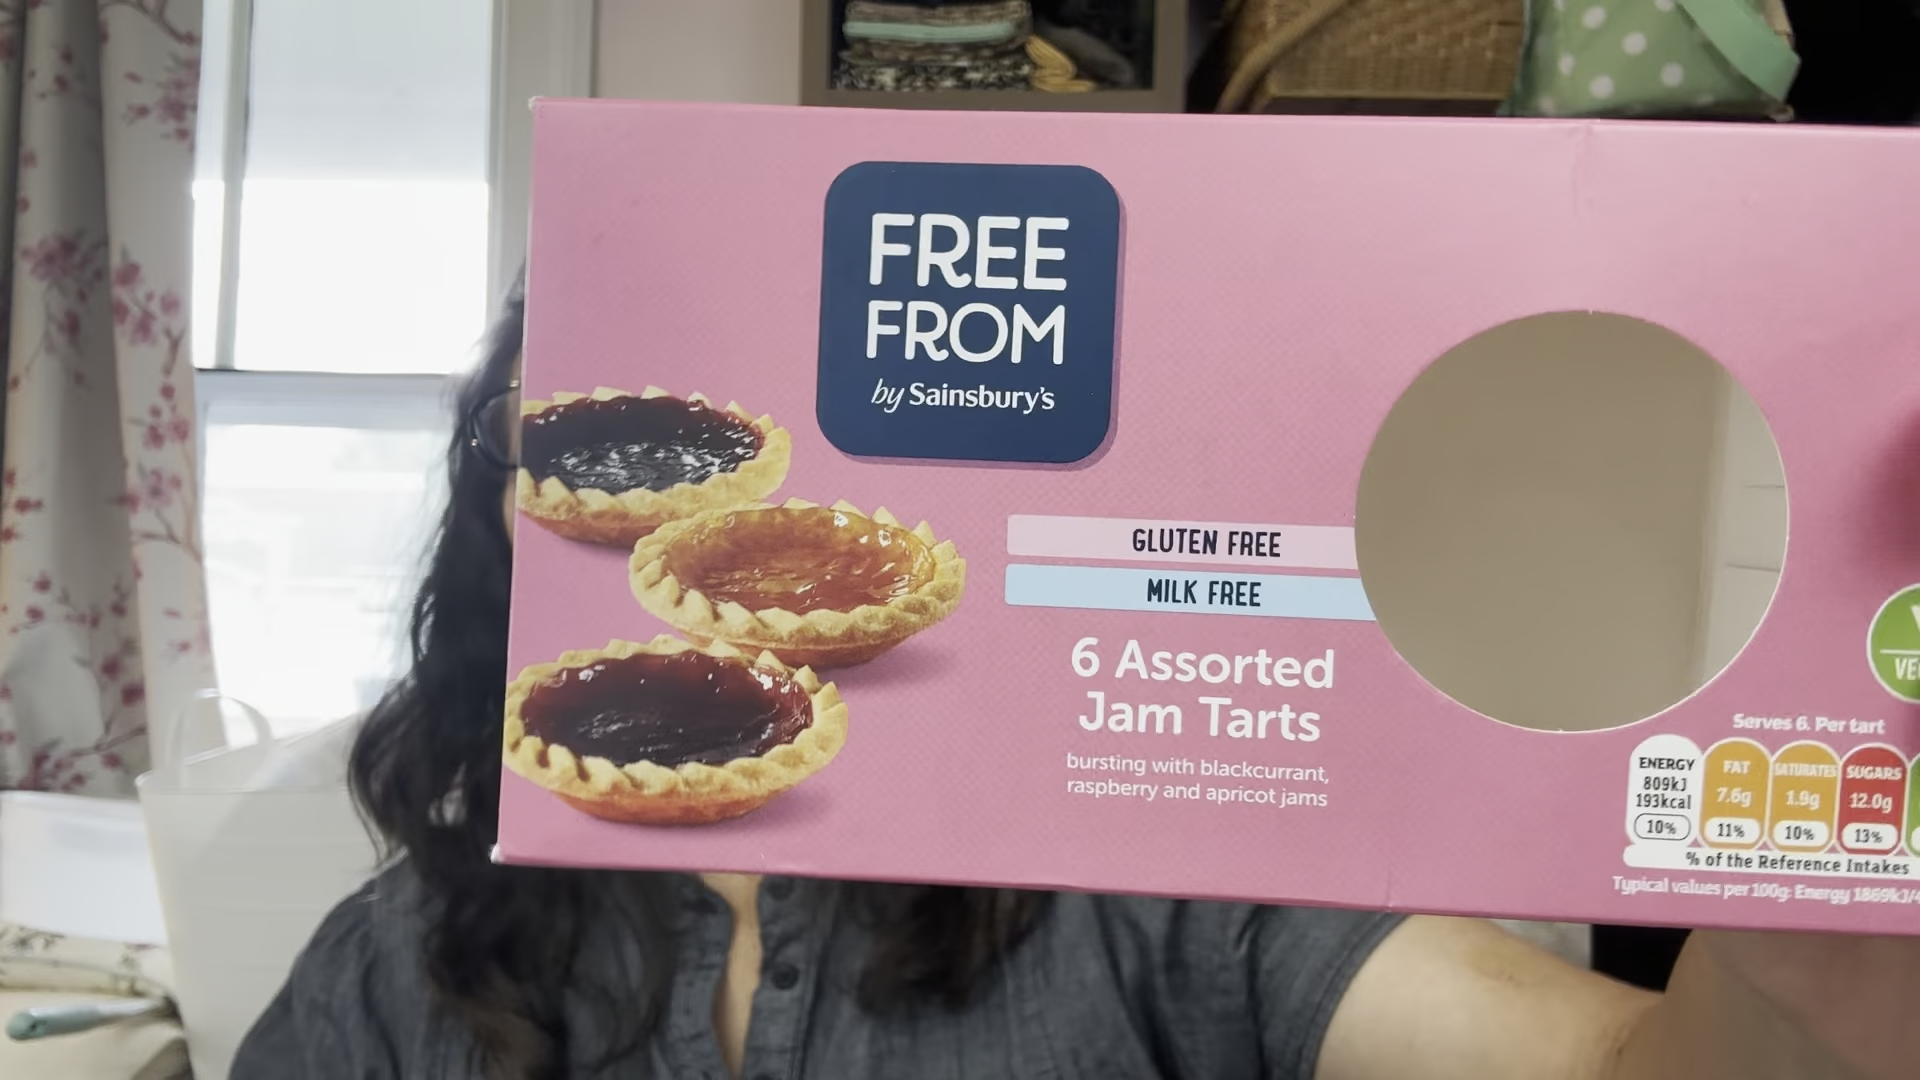 FREE
FROM
by Sainsbury's
GLUTEN FREE
MILK FREE
6 Assorted
Jam Tarts
bursting with blackcurrant,
raspberry and apricot jams
Serves 6. Per tart
ENERGY
809kJ
193kcal
10%
FAT
7.6g
11%
SATURATES
1.9g
10%
SUGARS
12.0g
13%
% of the Reference Intakes
Typical values per 100g: Energy 1869kJ/